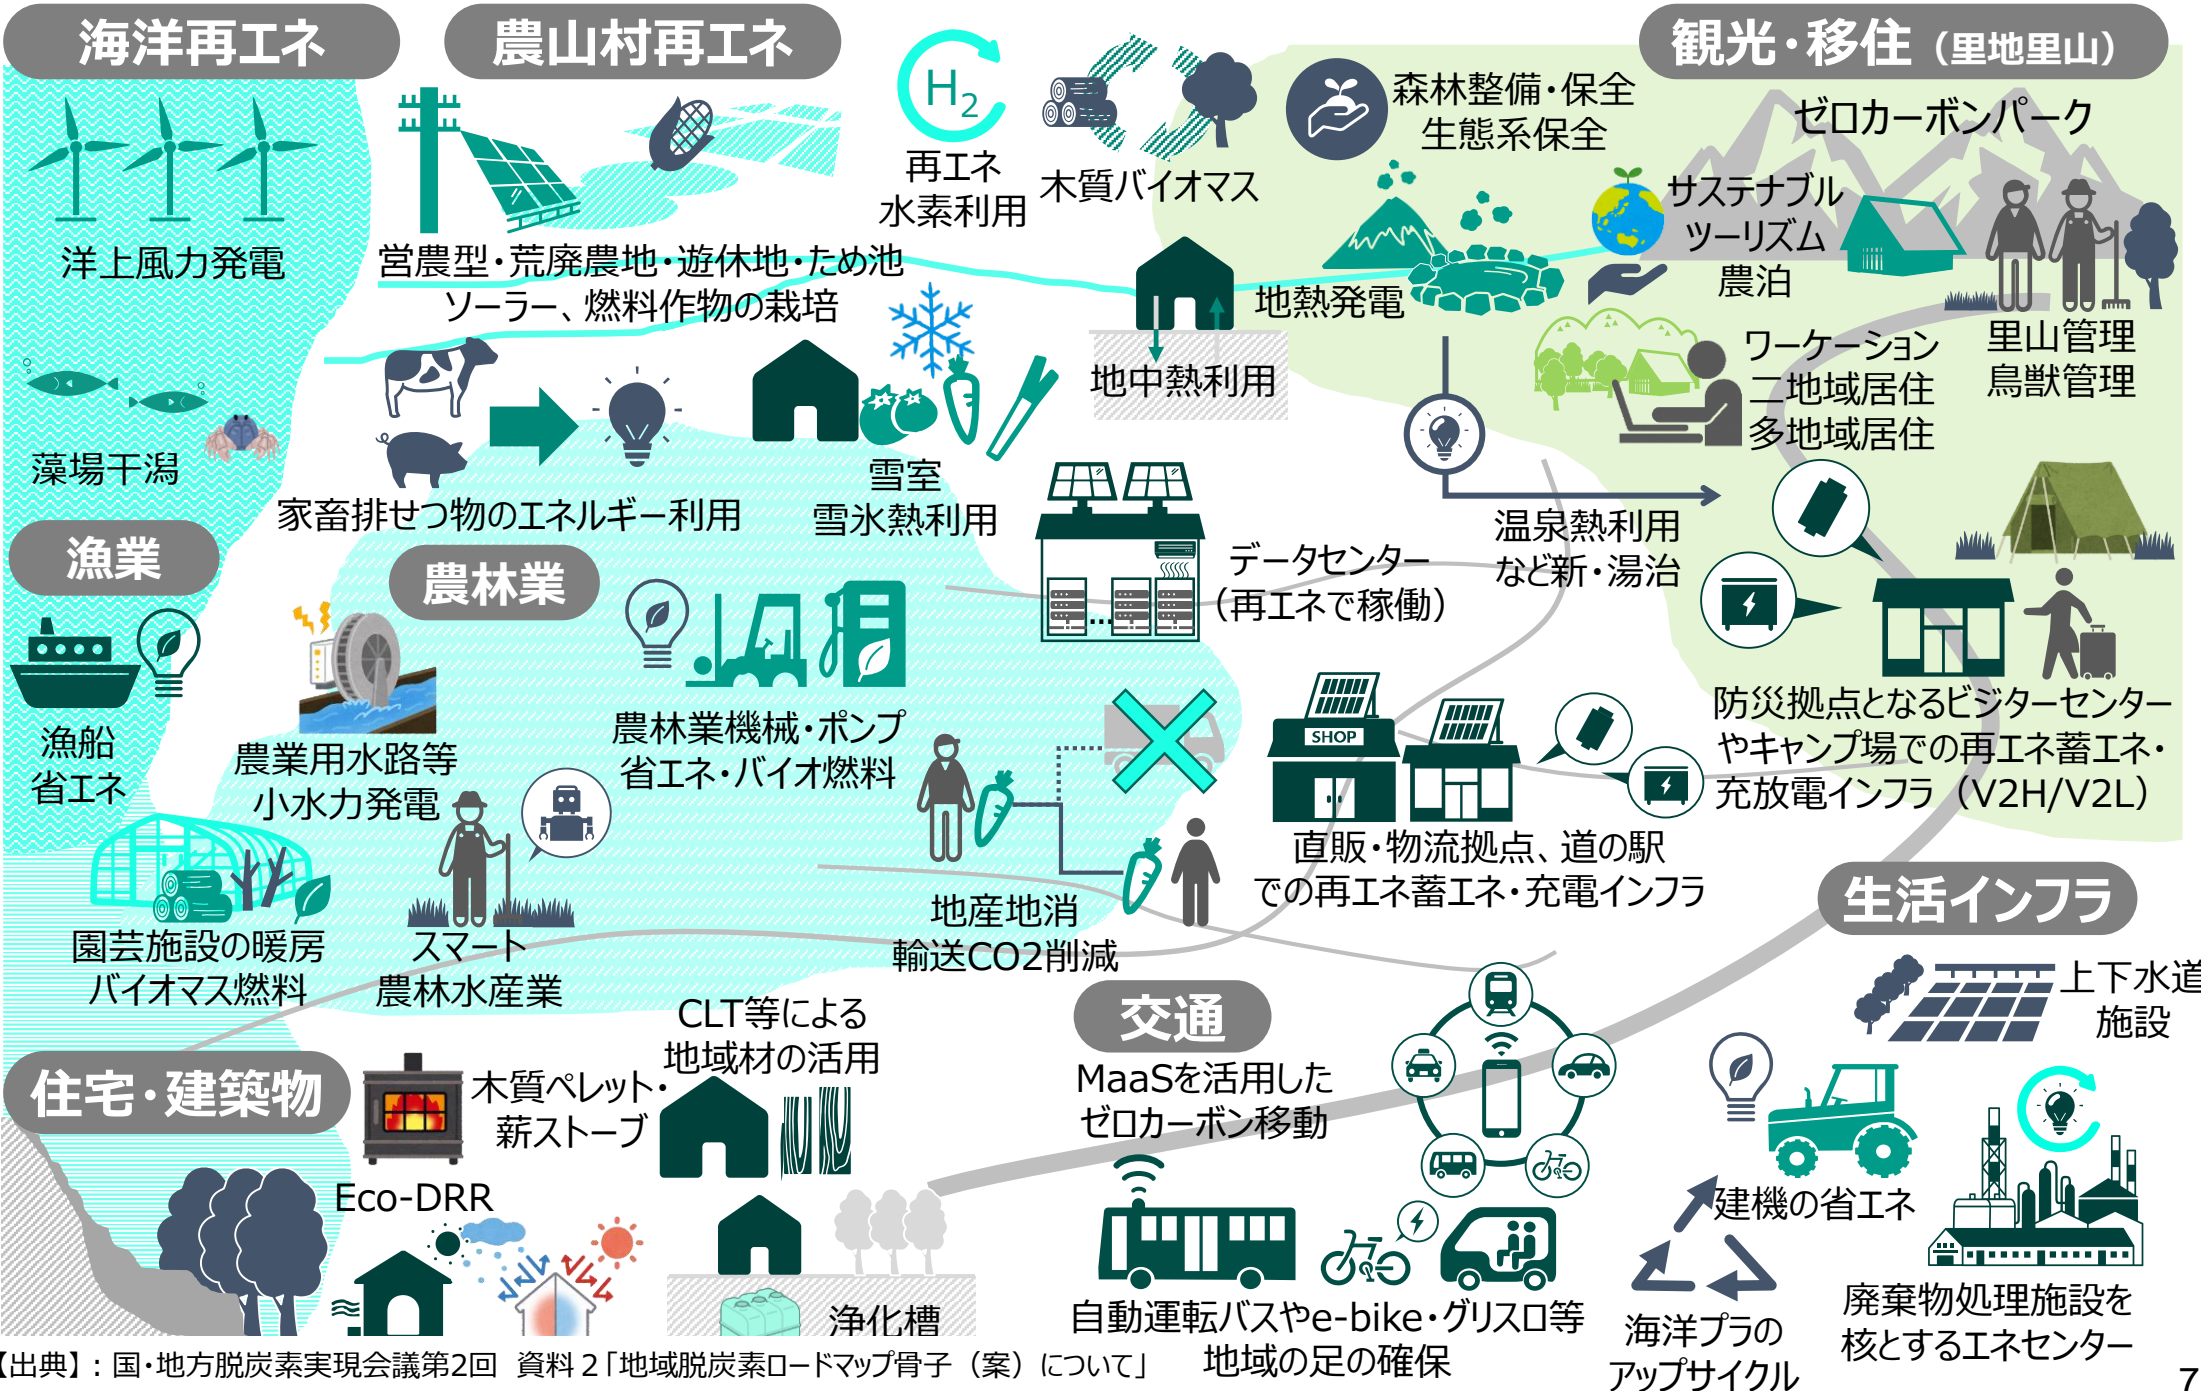 海洋再エネ
農山村再エネ
観光・移住（里地里山）
洋上風力発電
営農型・荒廃農地・遊休地・ため池
ソーラー、燃料作物の栽培
H2
再エネ
水素利用
木質バイオマス
森林整備・保全
生態系保全
ゼロカーボンパーク
サステナブル
ツーリズム
農泊
地熱発電
地中熱利用
里山管理
鳥獣管理
ワーケーション
二地域居住
多地域居住
藻場干潟
家畜排せつ物のエネルギー利用
雪室
雪氷熱利用
温泉熱利用
など新・湯治
データセンター
（再エネで稼働）
...
漁業
農林業
漁船
省エネ
農業用水路等
小水力発電
農林業機械・ポンプ
省エネ・バイオ燃料
SHOP
防災拠点となるビジターセンター
やキャンプ場での再エネ蓄エネ・
充放電インフラ（V2H/V2L）
直販・物流拠点、道の駅
での再エネ蓄エネ・充電インフラ
園芸施設の暖房
バイオマス燃料
スマート
農林水産業
地産地消
輸送CO2削減
生活インフラ
上下水道
施設
住宅・建築物
木質ペレット・
薪ストーブ
CLT等による
地域材の活用
交通
MaaSを活用した
ゼロカーボン移動
建機の省エネ
Eco-DRR
浄化槽
自動運転バスやe-bike・グリスロ等
地域の足の確保
海洋プラの
アップサイクル
廃棄物処理施設を
核とするエネセンター
【出典】：国・地方脱炭素実現会議第2回 資料２「地域脱炭素ロードマップ骨子（案）について」
7